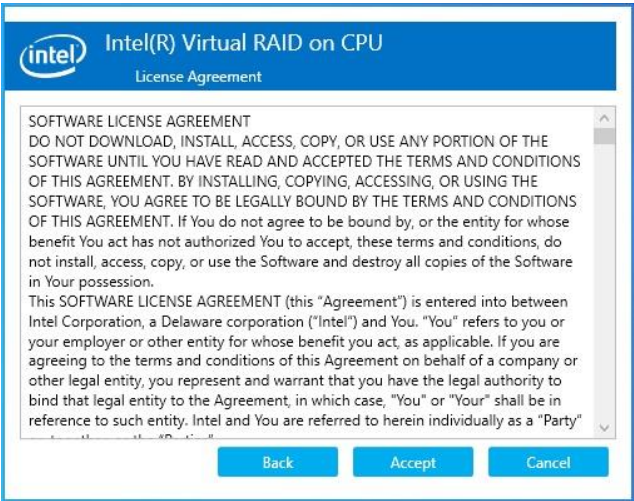 intel
Intel(R) Virtual RAID on CPU
License Agreement
SOFTWARE LICENSE AGREEMENT
DO NOT DOWNLOAD, INSTALL, ACCESS, COPY, OR USE ANY PORTION OF THE
SOFTWARE UNTIL YOU HAVE READ AND ACCEPTED THE TERMS AND CONDITIONS
OF THIS AGREEMENT. BY INSTALLING, COPYING, ACCESSING, OR USING THE
SOFTWARE, YOU AGREE TO BE LEGALLY BOUND BY THE TERMS AND CONDITIONS
OF THIS AGREEMENT. If You do not agree to be bound by, or the entity for whose
benefit You act has not authorized You to accept, these terms and conditions, do
not install, access, copy, or use the Software and destroy all copies of the Software
in Your possession.
This SOFTWARE LICENSE AGREEMENT (this “Agreement”) is entered into between
Intel Corporation, a Delaware corporation (“Intel”) and You. “You” refers to you or
your employer or other entity for whose benefit you act, as applicable. If you are
agreeing to the terms and conditions of this Agreement on behalf of a company or
other legal entity, you represent and warrant that you have the legal authority to
bind that legal entity to the Agreement, in which case, "You" or "Your" shall be in
reference to such entity. Intel and You are referred to herein individually as a “Party”
Back Accept Cancel